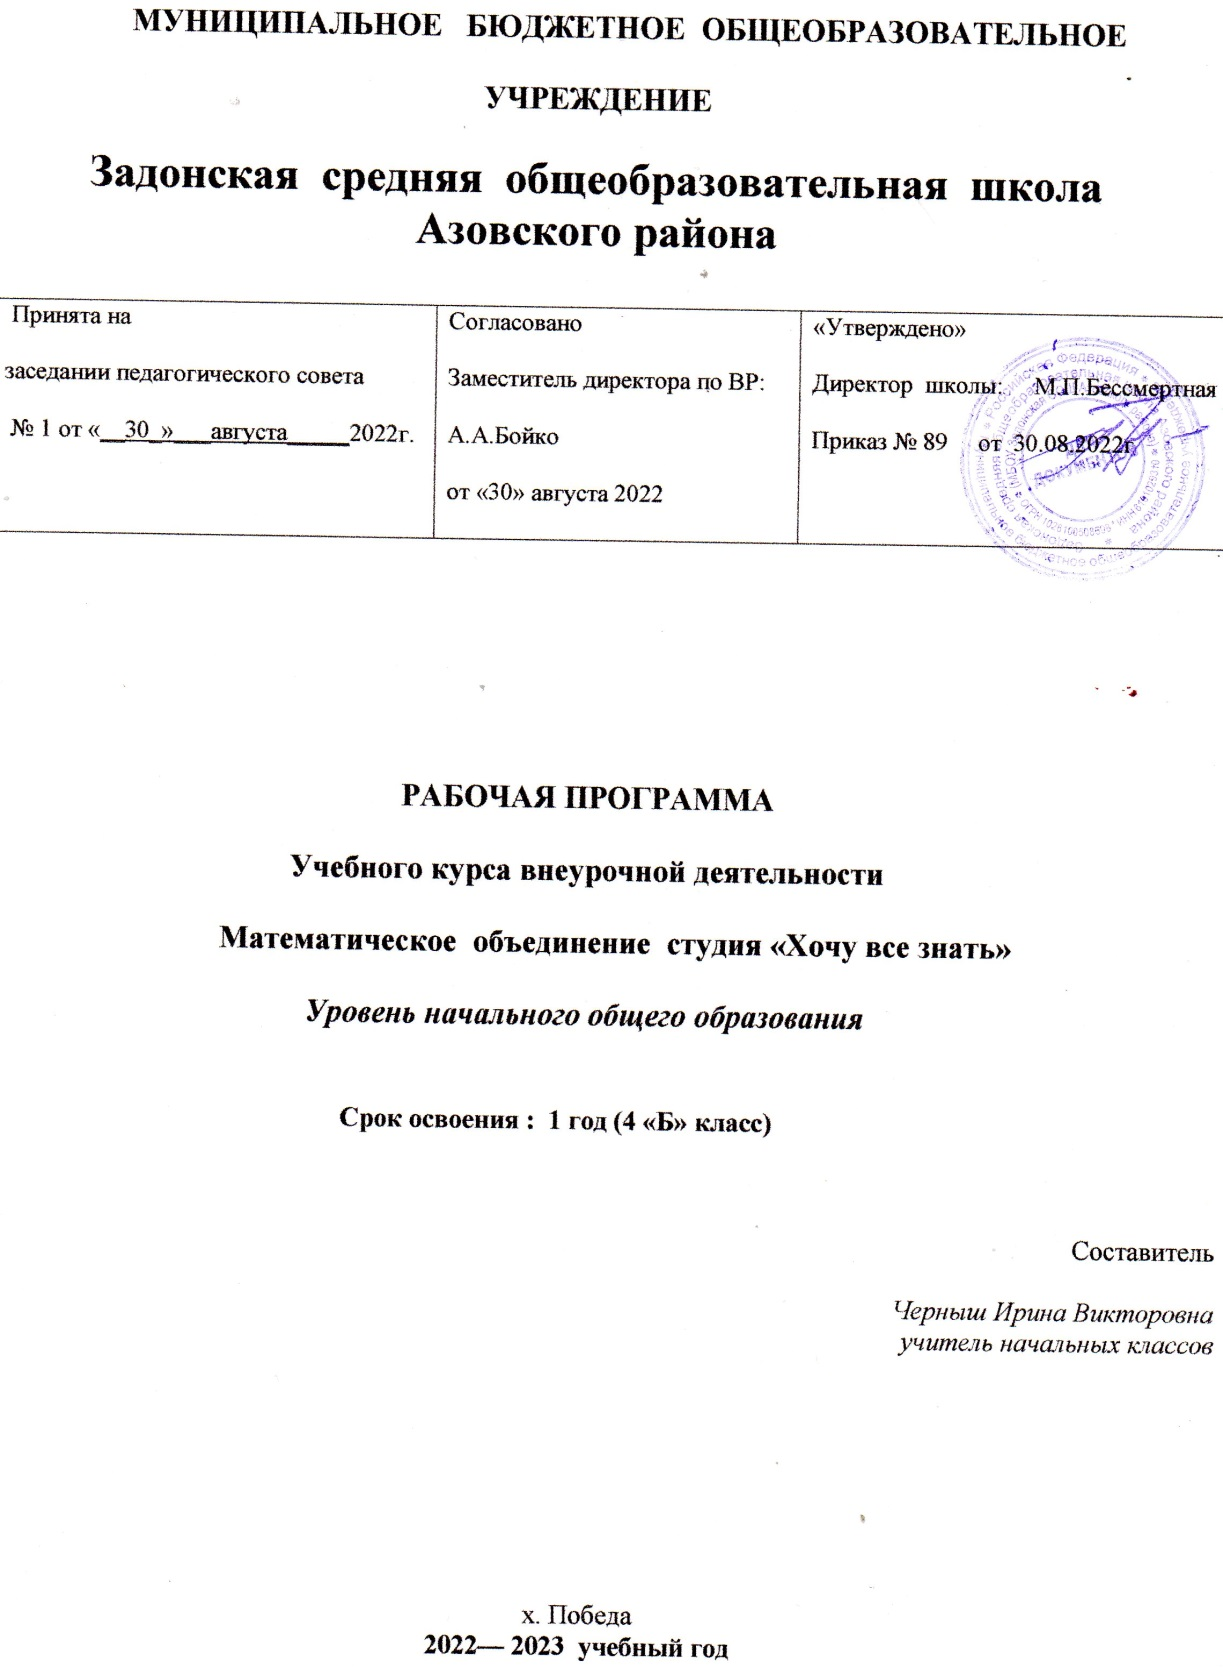 МУНИЦИПАЛЬНОЕ БЮДЖЕТНОЕ ОБЩЕОБРАЗОВАТЕЛЬНОЕ
УЧРЕЖДЕНИЕ
Задонская средняя общеобразовательная школа
Азовского района
Принята на
заседании педагогического совета
№ 1 от «__30_»___августа_____2022г.
Согласовано
Заместитель директора по ВР:
А.А.Бойко
от «30» августа 2022
«Утверждено»
Директор школы: М.П.Бессмертная
Приказ № 89 от 30.08.2022г
РАБОЧАЯ ПРОГРАММА
Учебного курса внеурочной деятельности
Математическое объединение студия «Хочу все знать»
Уровень начального общего образования
Срок освоения : 1 год (4 «Б» класс)
Составитель
Черныш Ирина Викторовна
учитель начальных классов
х. Победа
2022— 2023 учебный год